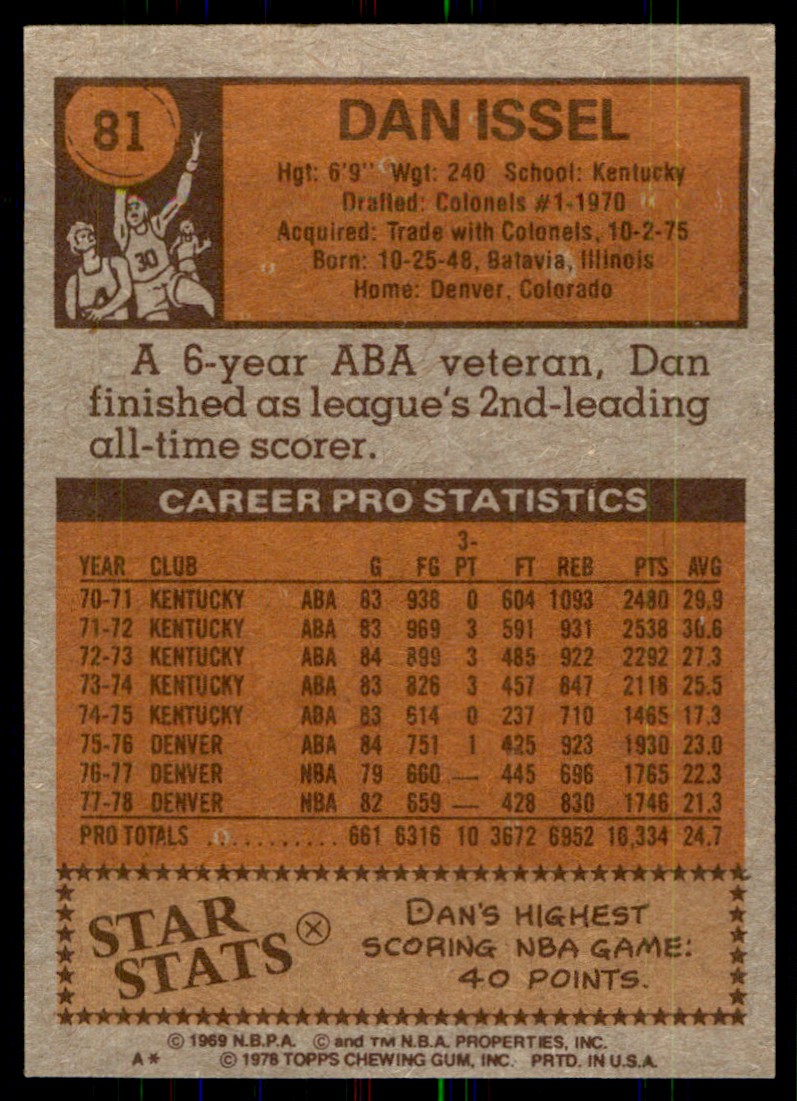 81
DAN ISSEL
Hgt: 6'9" Wgt: 240 School: Kentucky
Drafted: Colonels #1-1970
Acquired: Trade with Colonels, 10-2-75
Born: 10-25-48, Batavia, Illinois
Home: Denver, Colorado
30
A 6-year ABA veteran, Dan
finished as league's 2nd-leading
all-time scorer.
CAREER PRO STATISTICS
YEAR CLUB G FG 3-PT FT REB PTS AVG
70-71 KENTUCKY ABA 83 938 0 604 1093 2480 29.9
71-72 KENTUCKY ABA 83 969 3 591 931 2538 30.6
72-73 KENTUCKY ABA 84 899 3 485 922 2292 27.3
73-74 KENTUCKY ABA 83 826 3 457 847 2118 25.5
74-75 KENTUCKY ABA 83 614 0 237 710 1465 17.3
75-76 DENVER ABA 84 751 1 425 923 1930 23.0
76-77 DENVER NBA 79 660 — 445 696 1765 22.3
77-78 DENVER NBA 82 659 — 428 830 1746 21.3
PRO TOTALS ........... 661 6316 10 3672 6952 16,334 24.7
STAR
STATS
DAN'S HIGHEST
SCORING NBA GAME:
40 POINTS.
© 1969 N.B.P.A. © and TM N.B.A. PROPERTIES, INC.
A* © 1978 TOPPS CHEWING GUM, INC. PRTD. IN U.S.A.